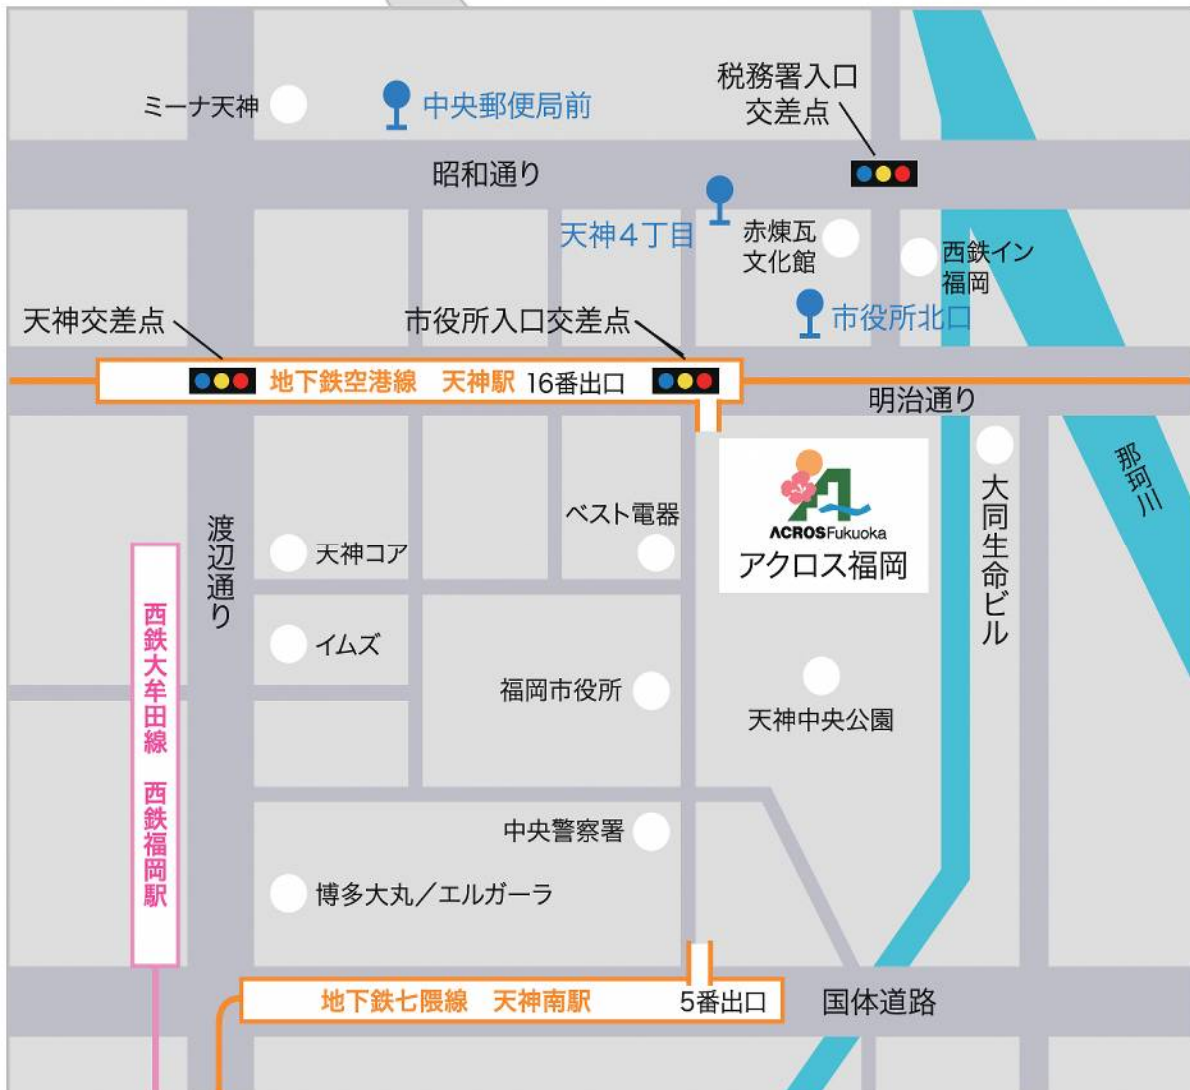 税務署入口
交差点
ミーナ天神
中央郵便局前
昭和通り
天神4丁目
赤煉瓦
文化館
西鉄イン
福岡
市役所北口
天神交差点
市役所入口交差点
地下鉄空港線 天神駅 16番出口
明治通り
那珂川
ACROS Fukuoka
アクロス福岡
大同生命ビル
ベスト電器
渡辺通り
天神コア
イムズ
西鉄大牟田線 西鉄福岡駅
福岡市役所
天神中央公園
中央警察署
博多大丸／エルガーラ
地下鉄七隈線 天神南駅 5番出口
国体道路